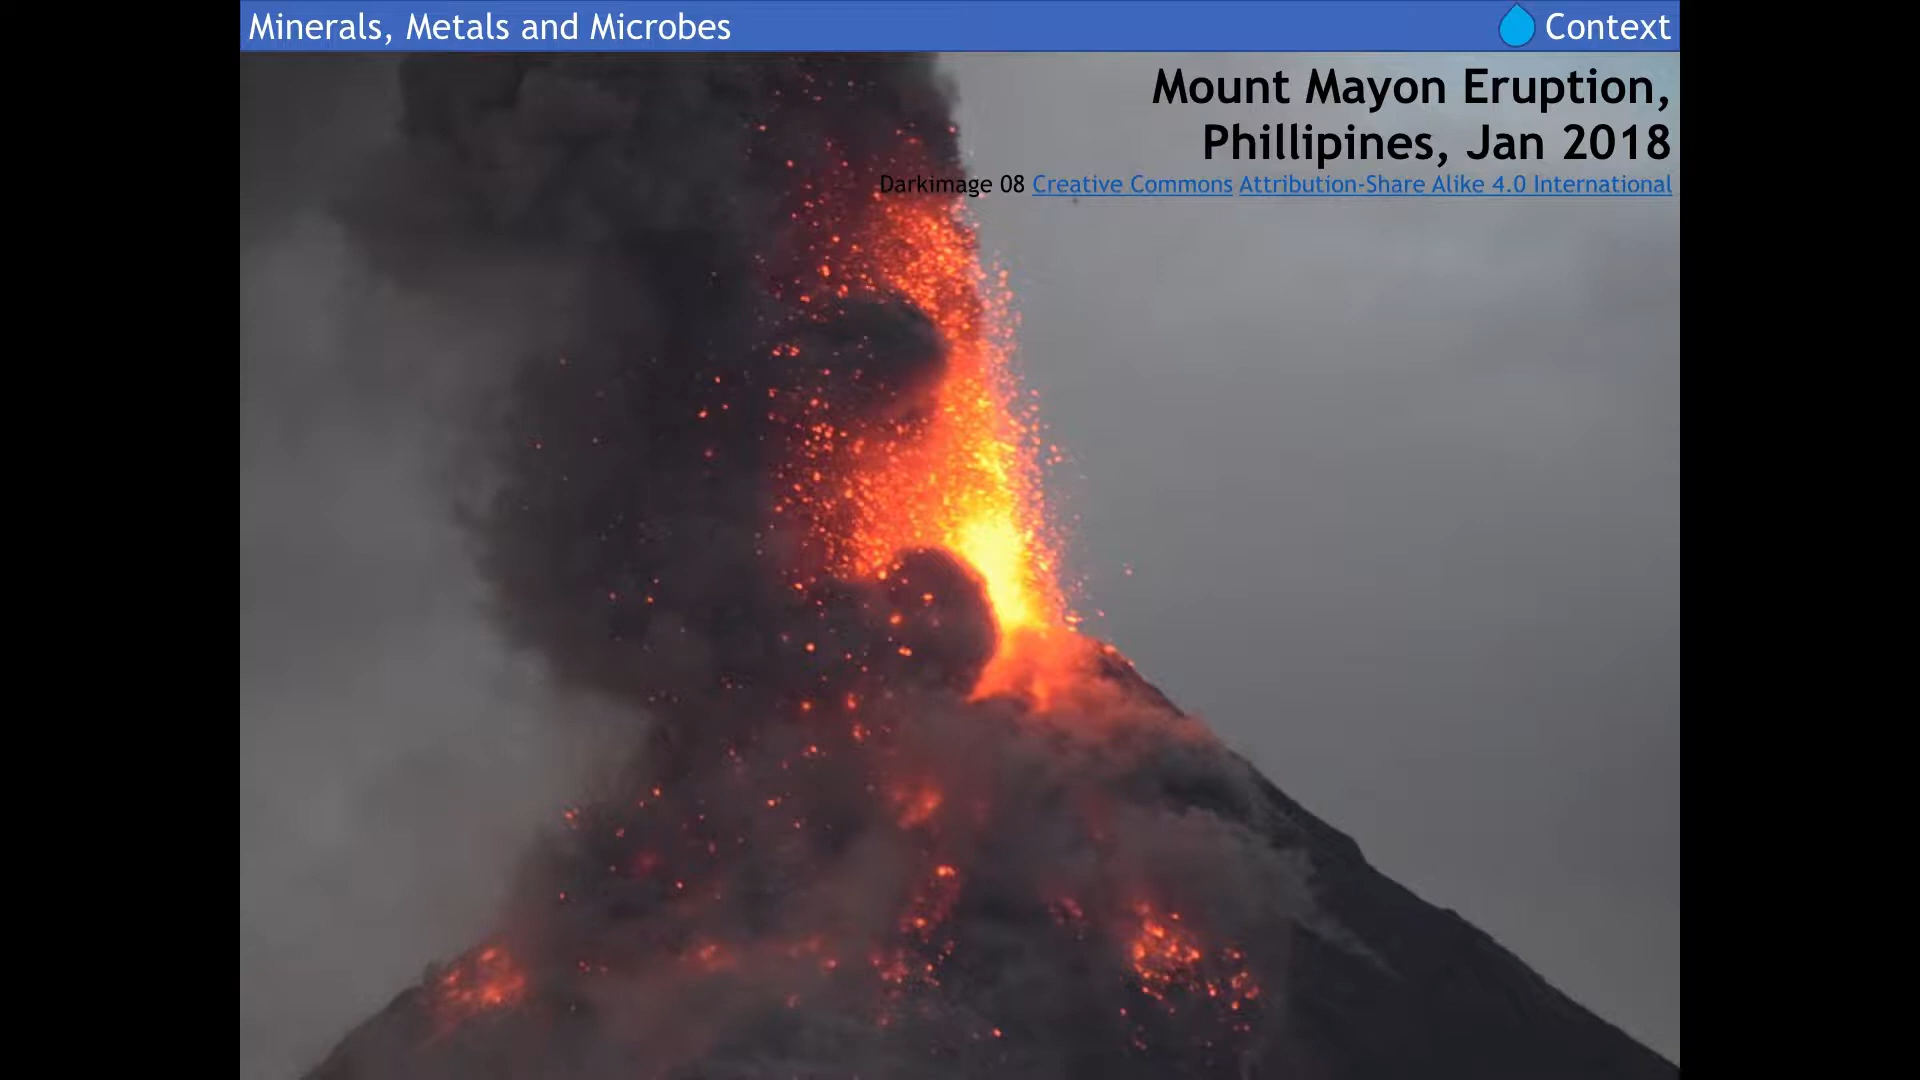 Minerals, Metals and Microbes
Context
Mount Mayon Eruption,
Phillipines, Jan 2018
Darkimage 08 Creative Commons Attribution-Share Alike 4.0 International